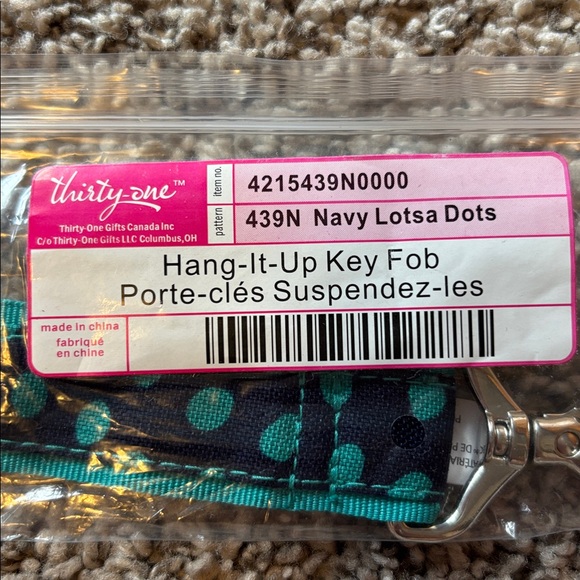 thirty-one™
Thirty-One Gifts Canada Inc
C/o Thirty-One Gifts LLC Columbus,OH
item no.
4215439N0000
pattern
439N Navy Lotsa Dots
Hang-It-Up Key Fob
Porte-clés Suspendez-les
made in china
fabriqué
en chine